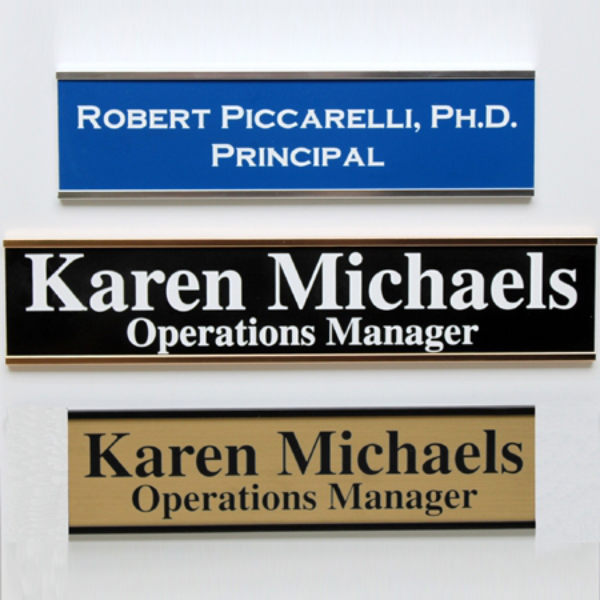 ROBERT PICCARELLI, PH.D.
PRINCIPAL
Karen Michaels
Operations Manager
Karen Michaels
Operations Manager